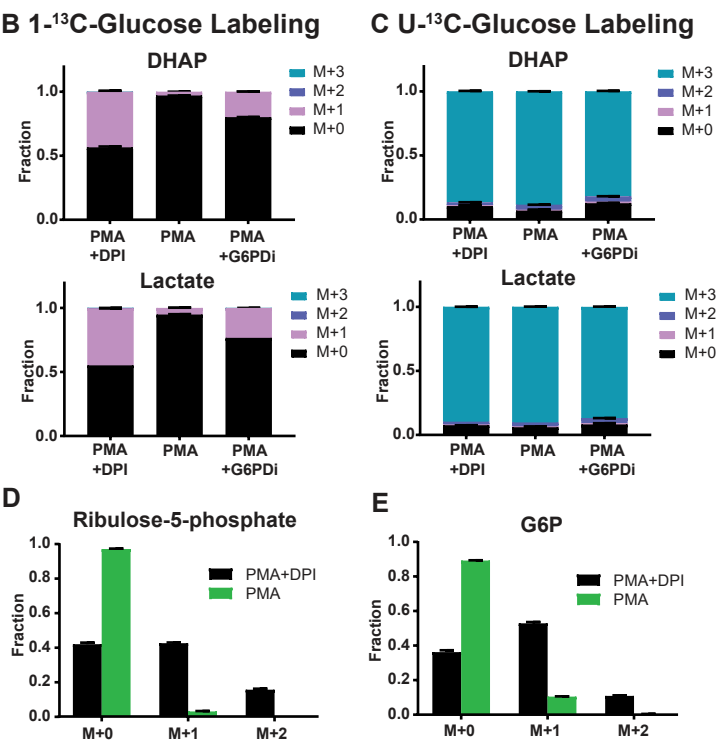 B 1-¹³C-Glucose Labeling
DHAP
Fraction
1.0
0.5
0.0
M+3
M+2
M+1
M+0
PMA +DPI
PMA
PMA +G6PDi
Lactate
Fraction
1.0
0.5
0.0
M+3
M+2
M+1
M+0
PMA +DPI
PMA
PMA +G6PDi
C U-¹³C-Glucose Labeling
DHAP
Fraction
1.0
0.5
0.0
M+3
M+2
M+1
M+0
PMA +DPI
PMA
PMA +G6PDi
Lactate
Fraction
1.0
0.5
0.0
M+3
M+2
M+1
M+0
PMA +DPI
PMA
PMA +G6PDi
D
Ribulose-5-phosphate
Fraction
1.0
0.8
0.6
0.4
0.2
0.0
PMA+DPI
PMA
M+0
M+1
M+2
E
G6P
Fraction
1.0
0.8
0.6
0.4
0.2
0.0
PMA+DPI
PMA
M+0
M+1
M+2